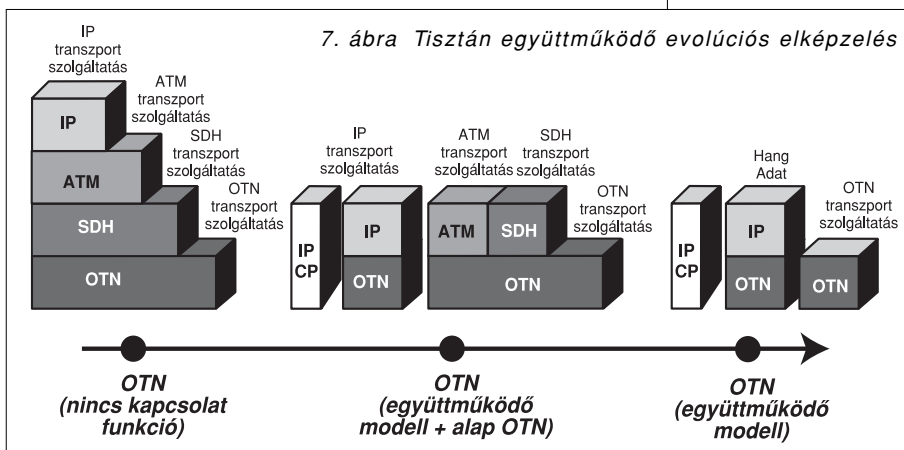 7. ábra Tisztán együttműködő evolúciós elképzelés
IP
transzport
szolgáltatás
ATM
transzport
szolgáltatás
SDH
transzport
szolgáltatás
OTN
transzport
szolgáltatás
IP
ATM
SDH
OTN
IP
transzport
szolgáltatás
ATM
transzport
szolgáltatás
SDH
transzport
szolgáltatás
OTN
transzport
szolgáltatás
IP
CP
IP
OTN
ATM
SDH
OTN
Hang
Adat
OTN
transzport
szolgáltatás
IP
CP
IP
OTN
OTN
OTN
(nincs kapcsolat
funkció)
OTN
(együttműködő
modell + alap OTN)
OTN
(együttműködő
modell)